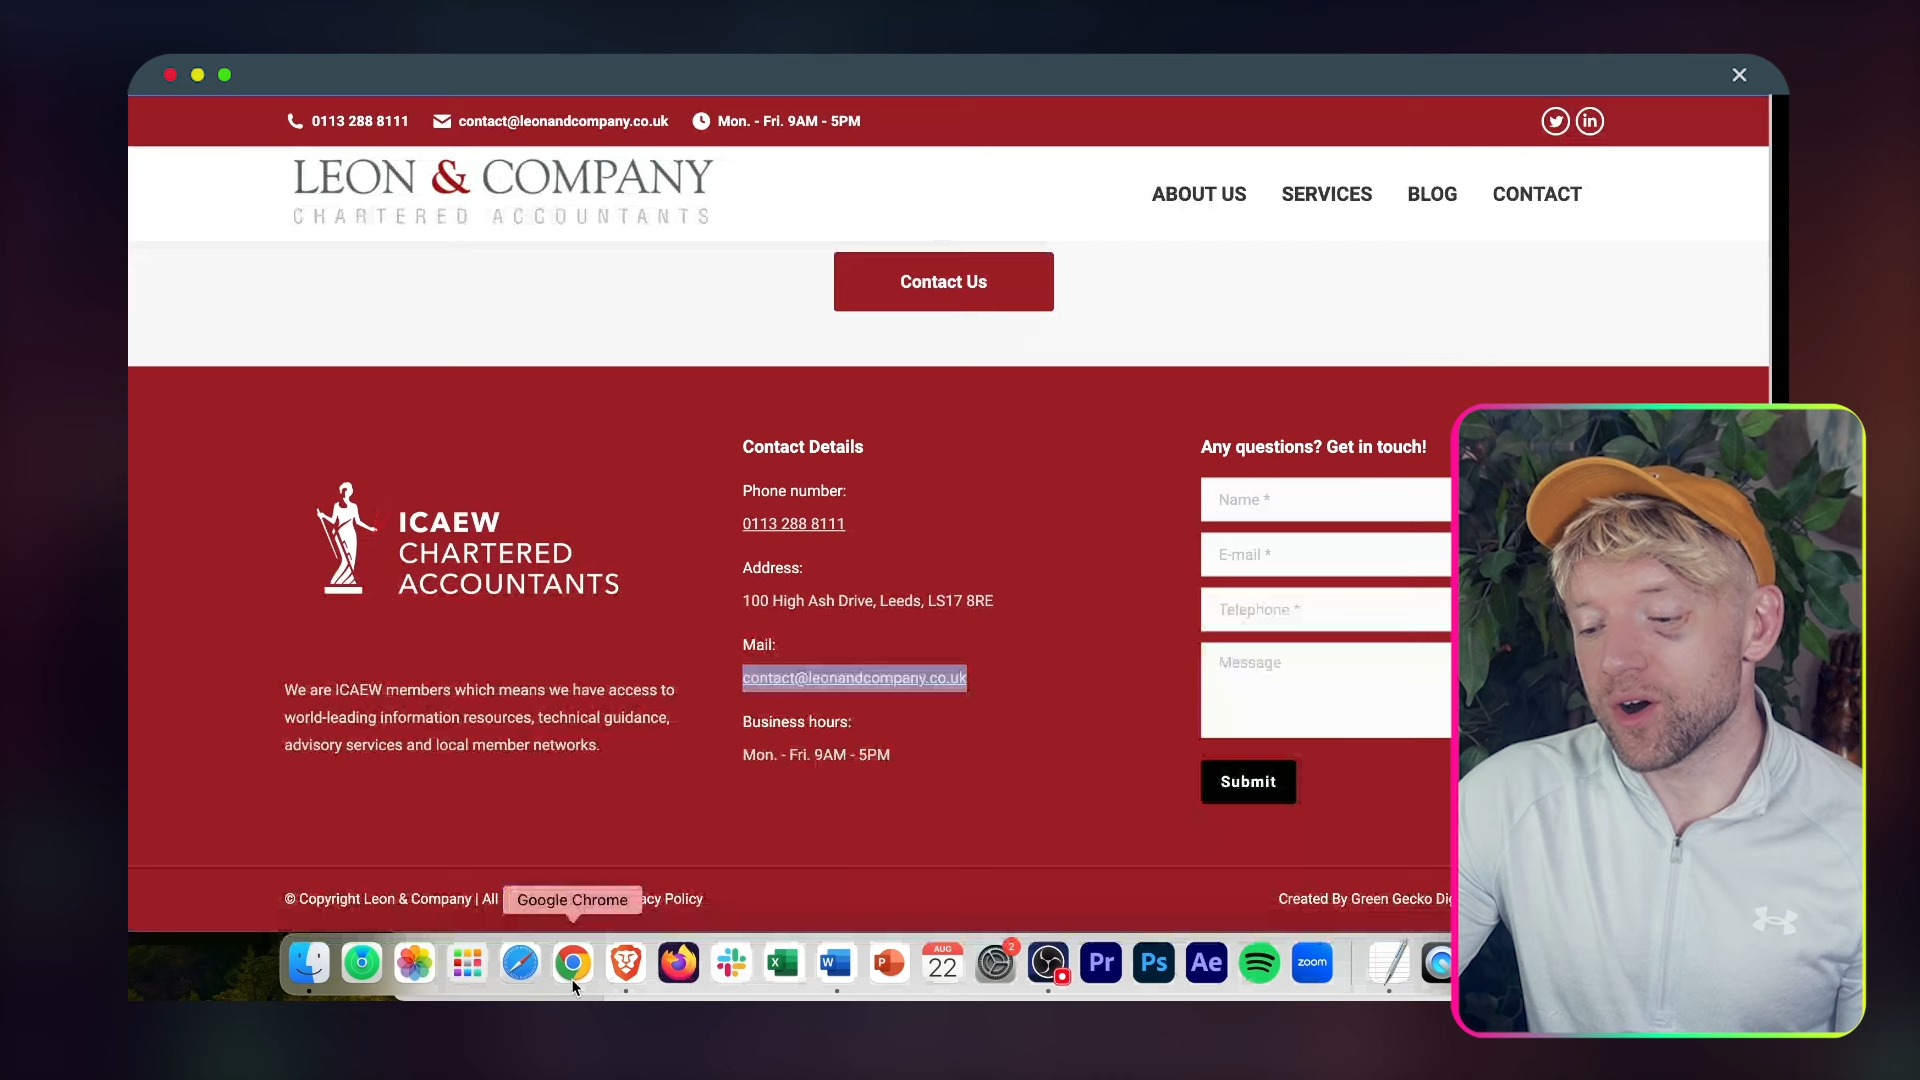 0113 288 8111
contact@leonandcompany.co.uk
Mon. - Fri. 9AM - 5PM
LEON & COMPANY
CHARTERED ACCOUNTANTS
ABOUT US
SERVICES
BLOG
CONTACT
Contact Us
ICAEW
CHARTERED
ACCOUNTANTS
We are ICAEW members which means we have access to
world-leading information resources, technical guidance,
advisory services and local member networks.
Contact Details
Phone number:
0113 288 8111
Address:
100 High Ash Drive, Leeds, LS17 8RE
Mail:
contact@leonandcompany.co.uk
Business hours:
Mon. - Fri. 9AM - 5PM
Any questions? Get in touch!
Name *
E-mail *
Telephone *
Message
Submit
© Copyright Leon & Company | All
acy Policy
Google Chrome
Created By Green Gecko Dig
X
W
P
AUG
22
2
Pr
Ps
Ae
zoom